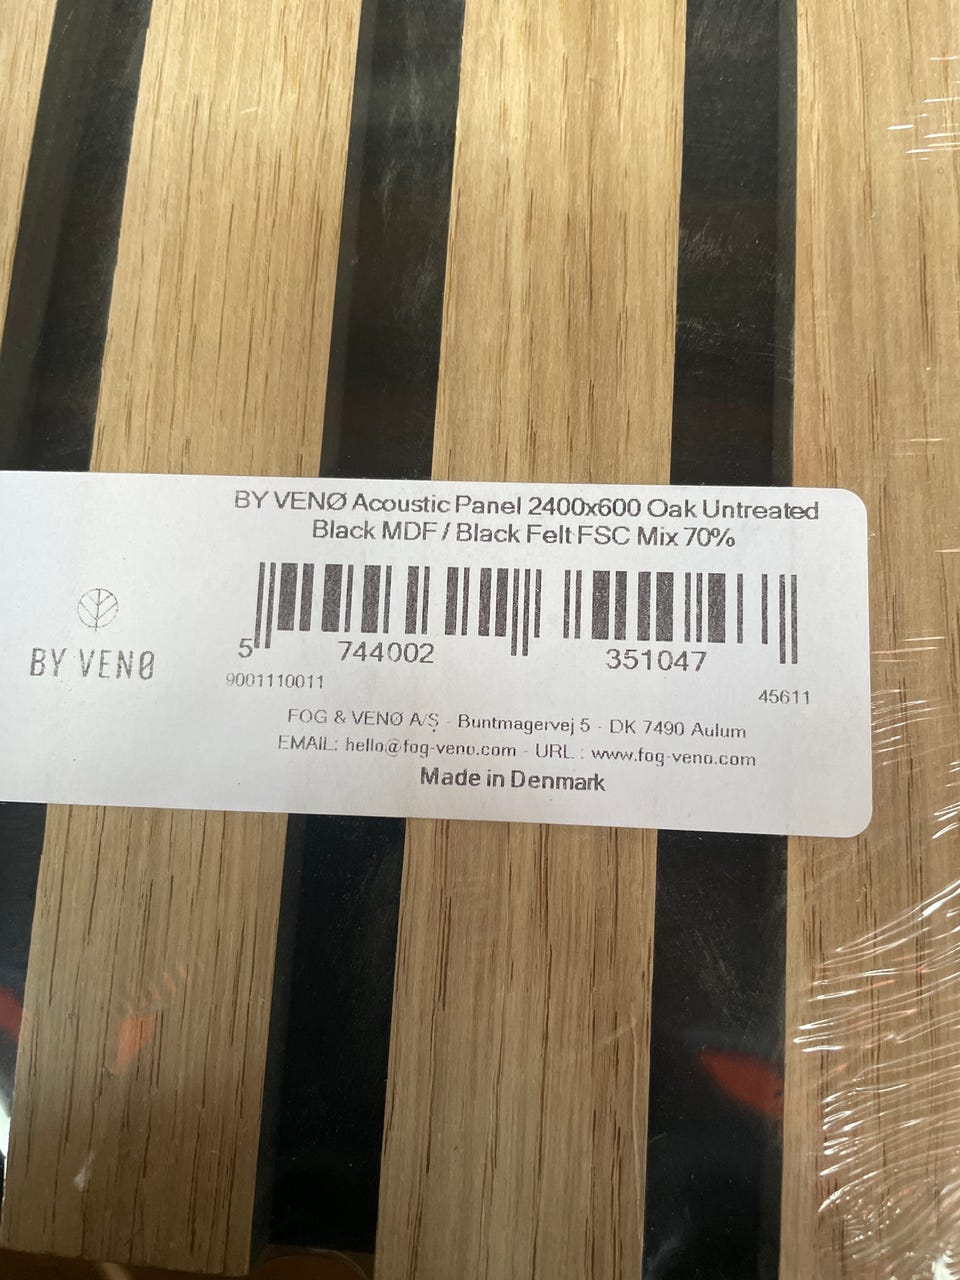 BY VENØ Acoustic Panel 2400x600 Oak Untreated
Black MDF / Black Felt FSC Mix 70%
BY VENØ
5 744002 351047
9001110011
45611
FOG & VENØ A/S - Buntmagervej 5 - DK 7490 Aulum
EMAIL: hello@fog-veno.com - URL : www.fog-veno.com
Made in Denmark